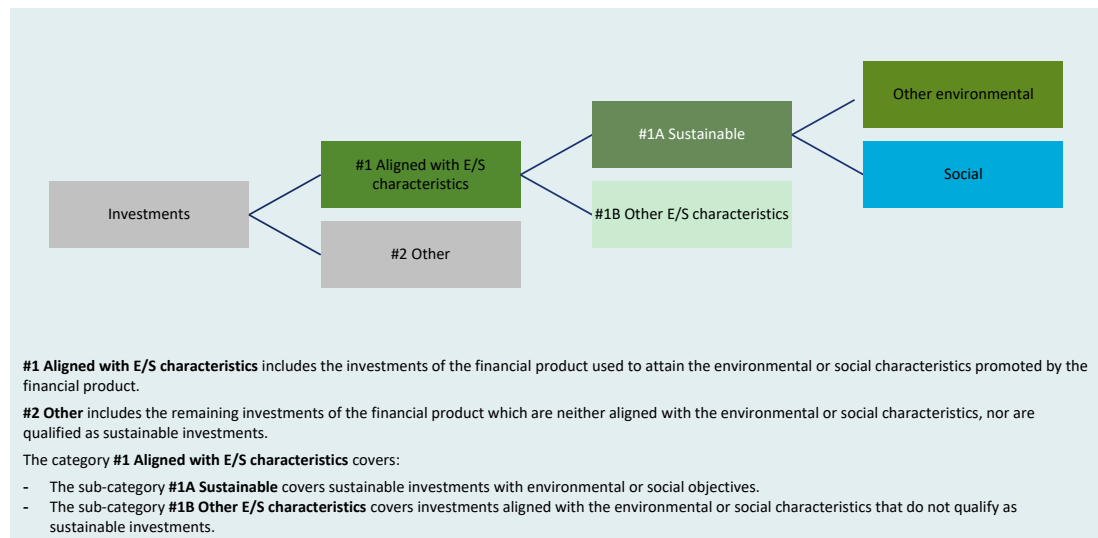 Other environmental
#1A Sustainable
#1 Aligned with E/S
characteristics
Social
Investments
#1B Other E/S characteristics
#2 Other
#1 Aligned with E/S characteristics includes the investments of the financial product used to attain the environmental or social characteristics promoted by the
financial product.
#2 Other includes the remaining investments of the financial product which are neither aligned with the environmental or social characteristics, nor are
qualified as sustainable investments.
The category #1 Aligned with E/S characteristics covers:
- The sub-category #1A Sustainable covers sustainable investments with environmental or social objectives.
- The sub-category #1B Other E/S characteristics covers investments aligned with the environmental or social characteristics that do not qualify as
sustainable investments.